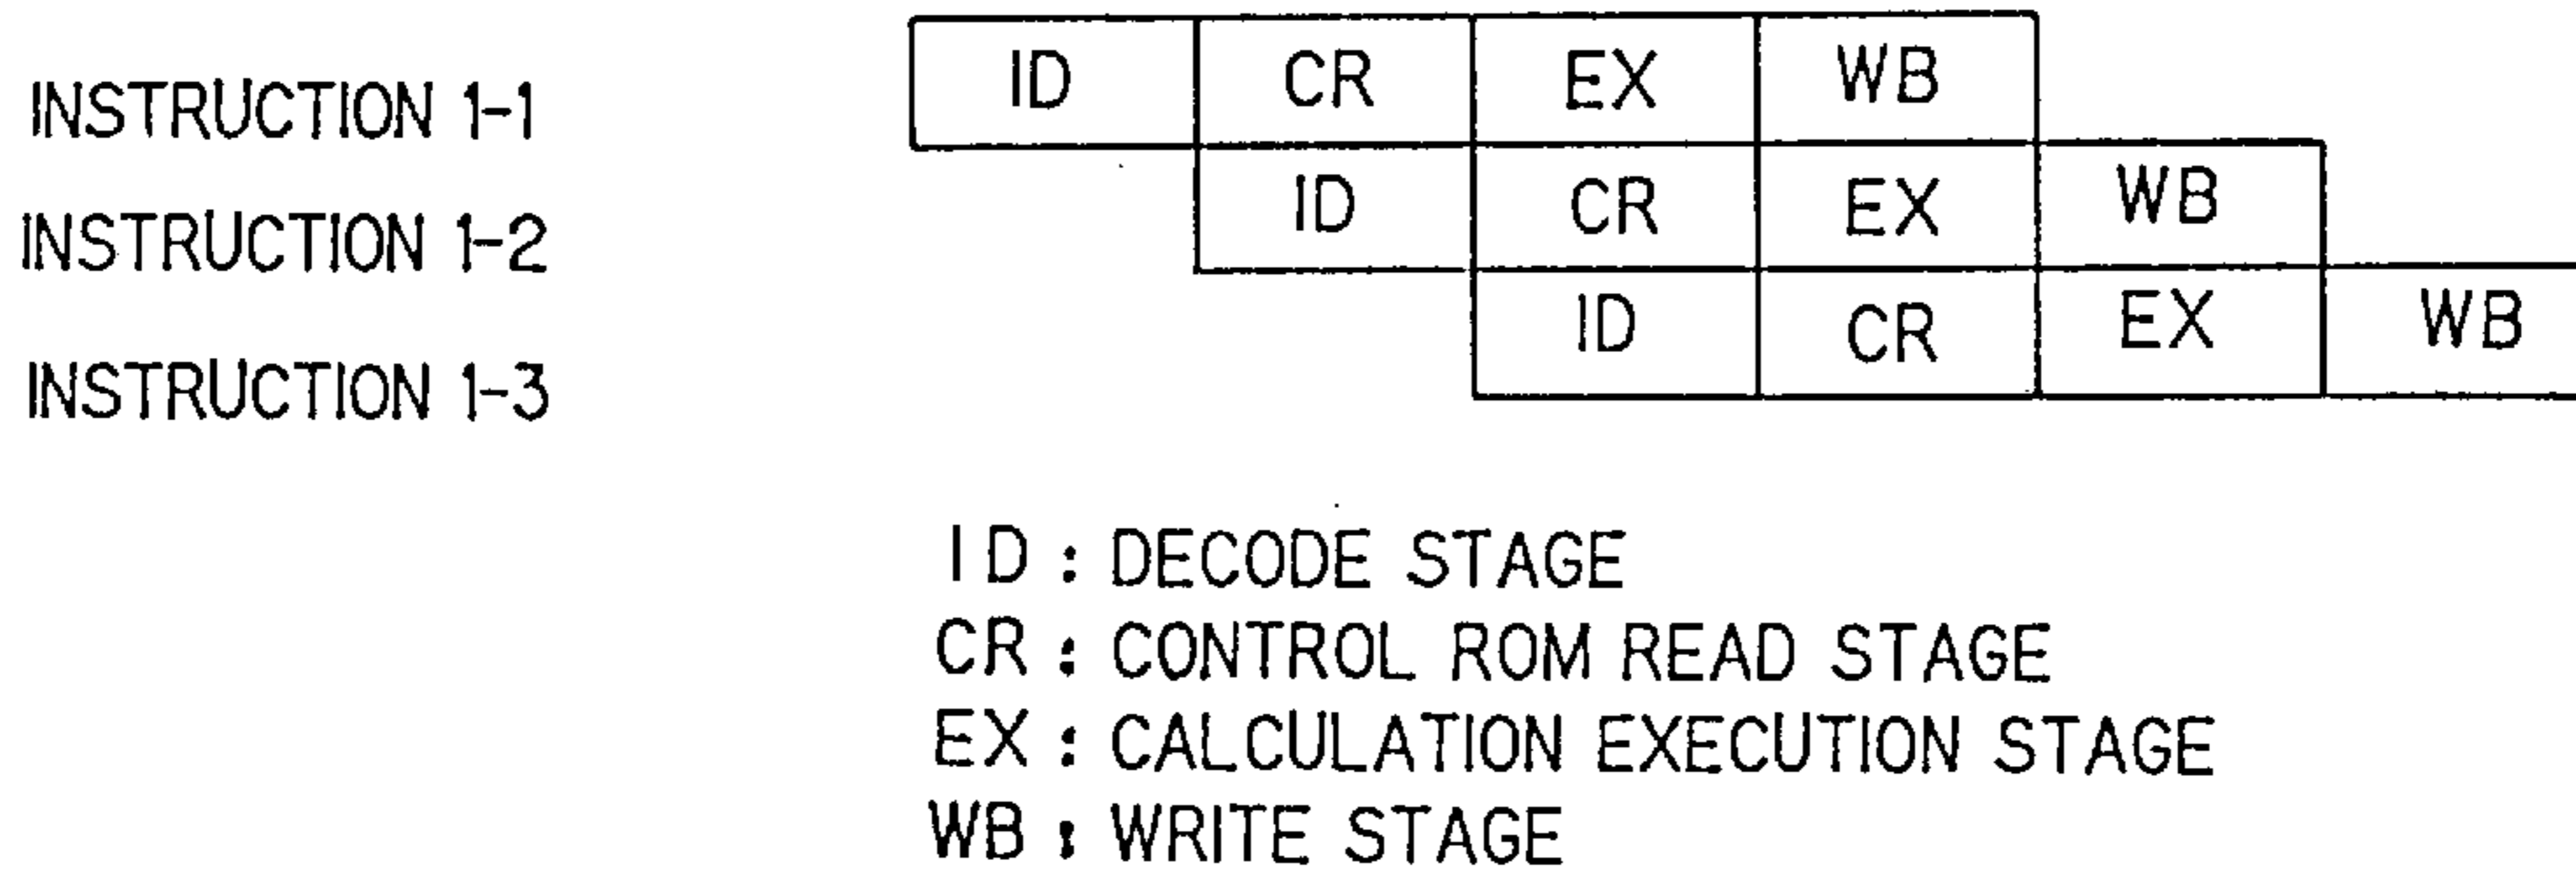 INSTRUCTION 1-1 ID CR EX WB
INSTRUCTION 1-2 ID CR EX WB
INSTRUCTION 1-3 ID CR EX WB
ID : DECODE STAGE
CR : CONTROL ROM READ STAGE
EX : CALCULATION EXECUTION STAGE
WB : WRITE STAGE